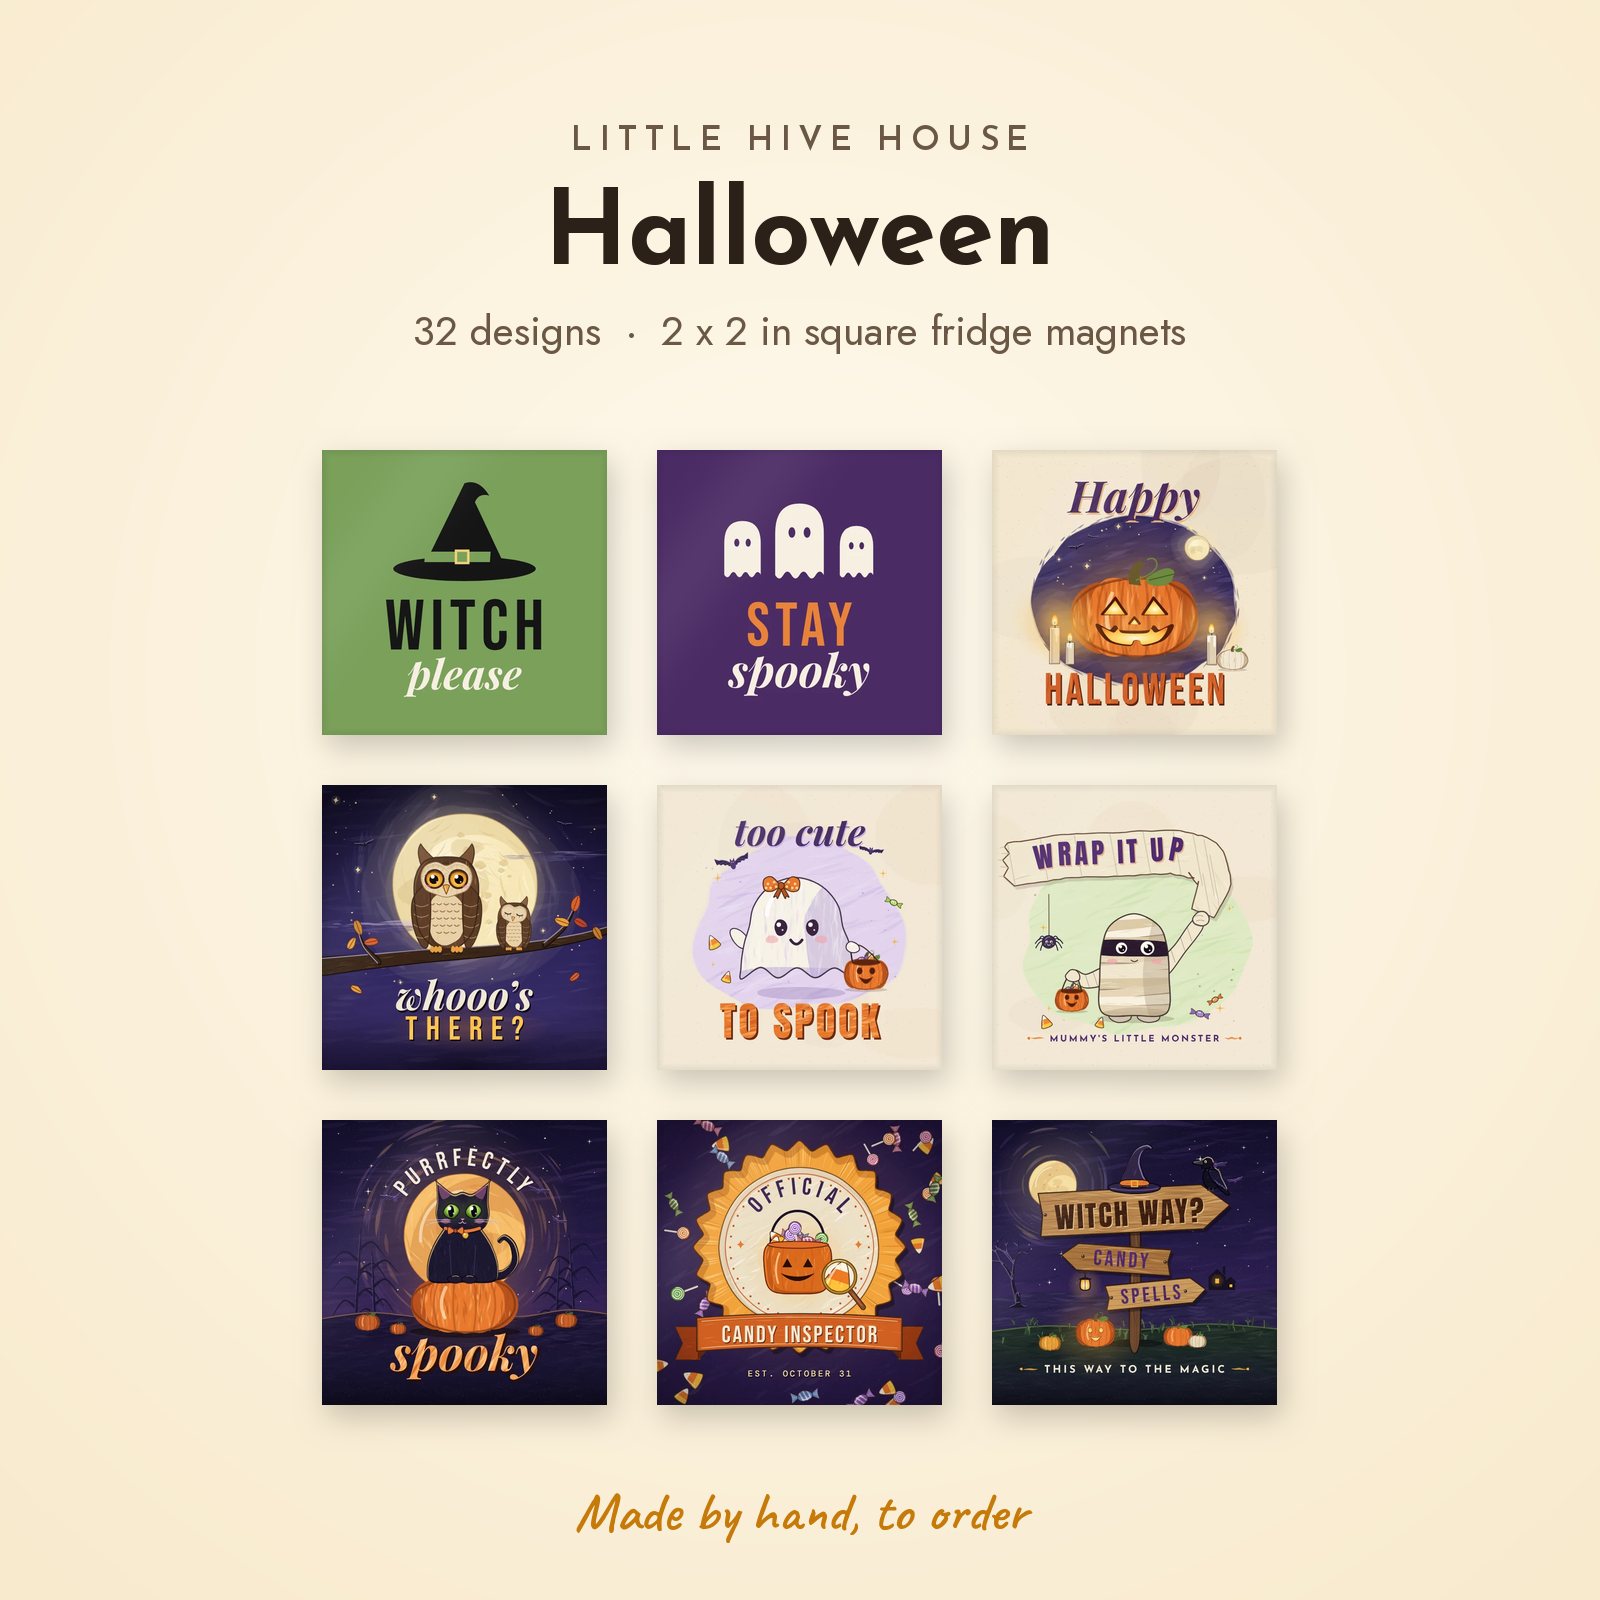 LITTLE HIVE HOUSE
Halloween
32 designs · 2 x 2 in square fridge magnets
WITCH
please
STAY
spooky
Happy
HALLOWEEN
whooo's
THERE?
too cute
TO SPOOK
WRAP IT UP
MUMMY'S LITTLE MONSTER
PURRFECTLY
spooky
OFFICIAL
CANDY INSPECTOR
EST. OCTOBER 31
WITCH WAY?
CANDY
SPELLS
THIS WAY TO THE MAGIC
Made by hand, to order